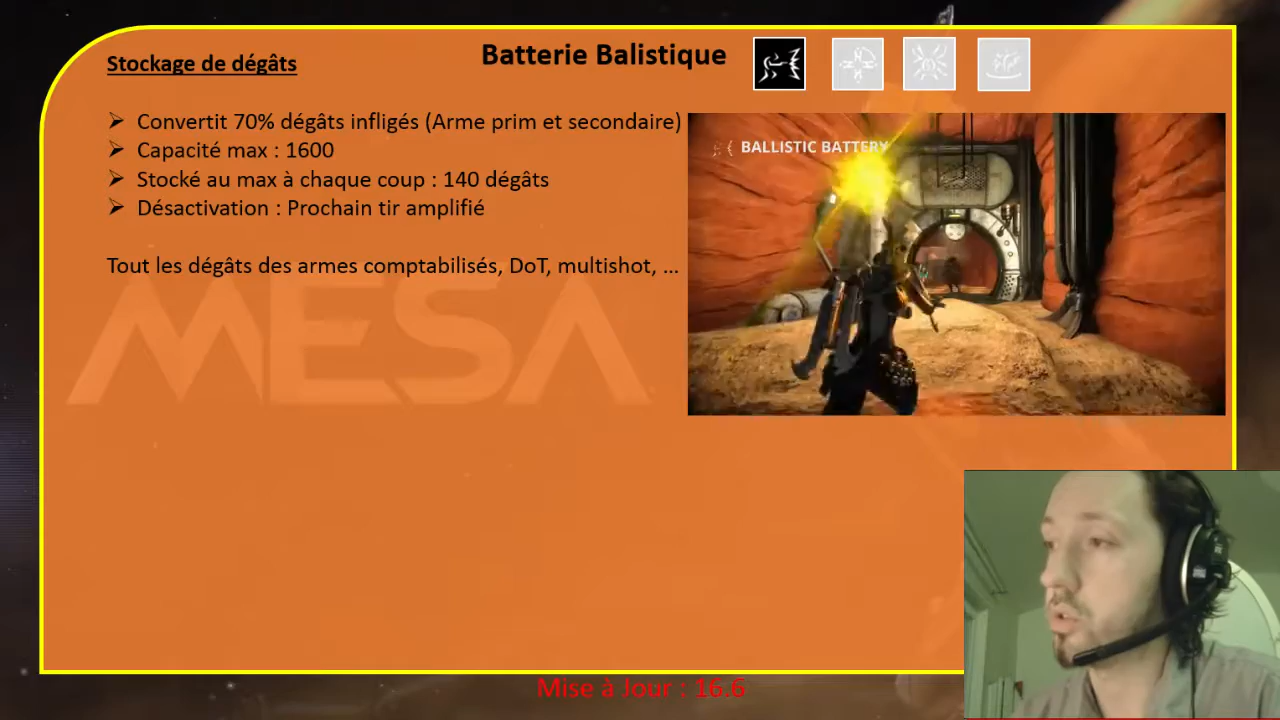 Stockage de dégâts
Batterie Balistique
Convertit 70% dégâts infligés (Arme prim et secondaire)
Capacité max : 1600
Stocké au max à chaque coup : 140 dégâts
Désactivation : Prochain tir amplifié
Tout les dégâts des armes comptabilisés, DoT, multishot, ...
BALLISTIC BATTERY
MESA
Mise à Jour : 16.6